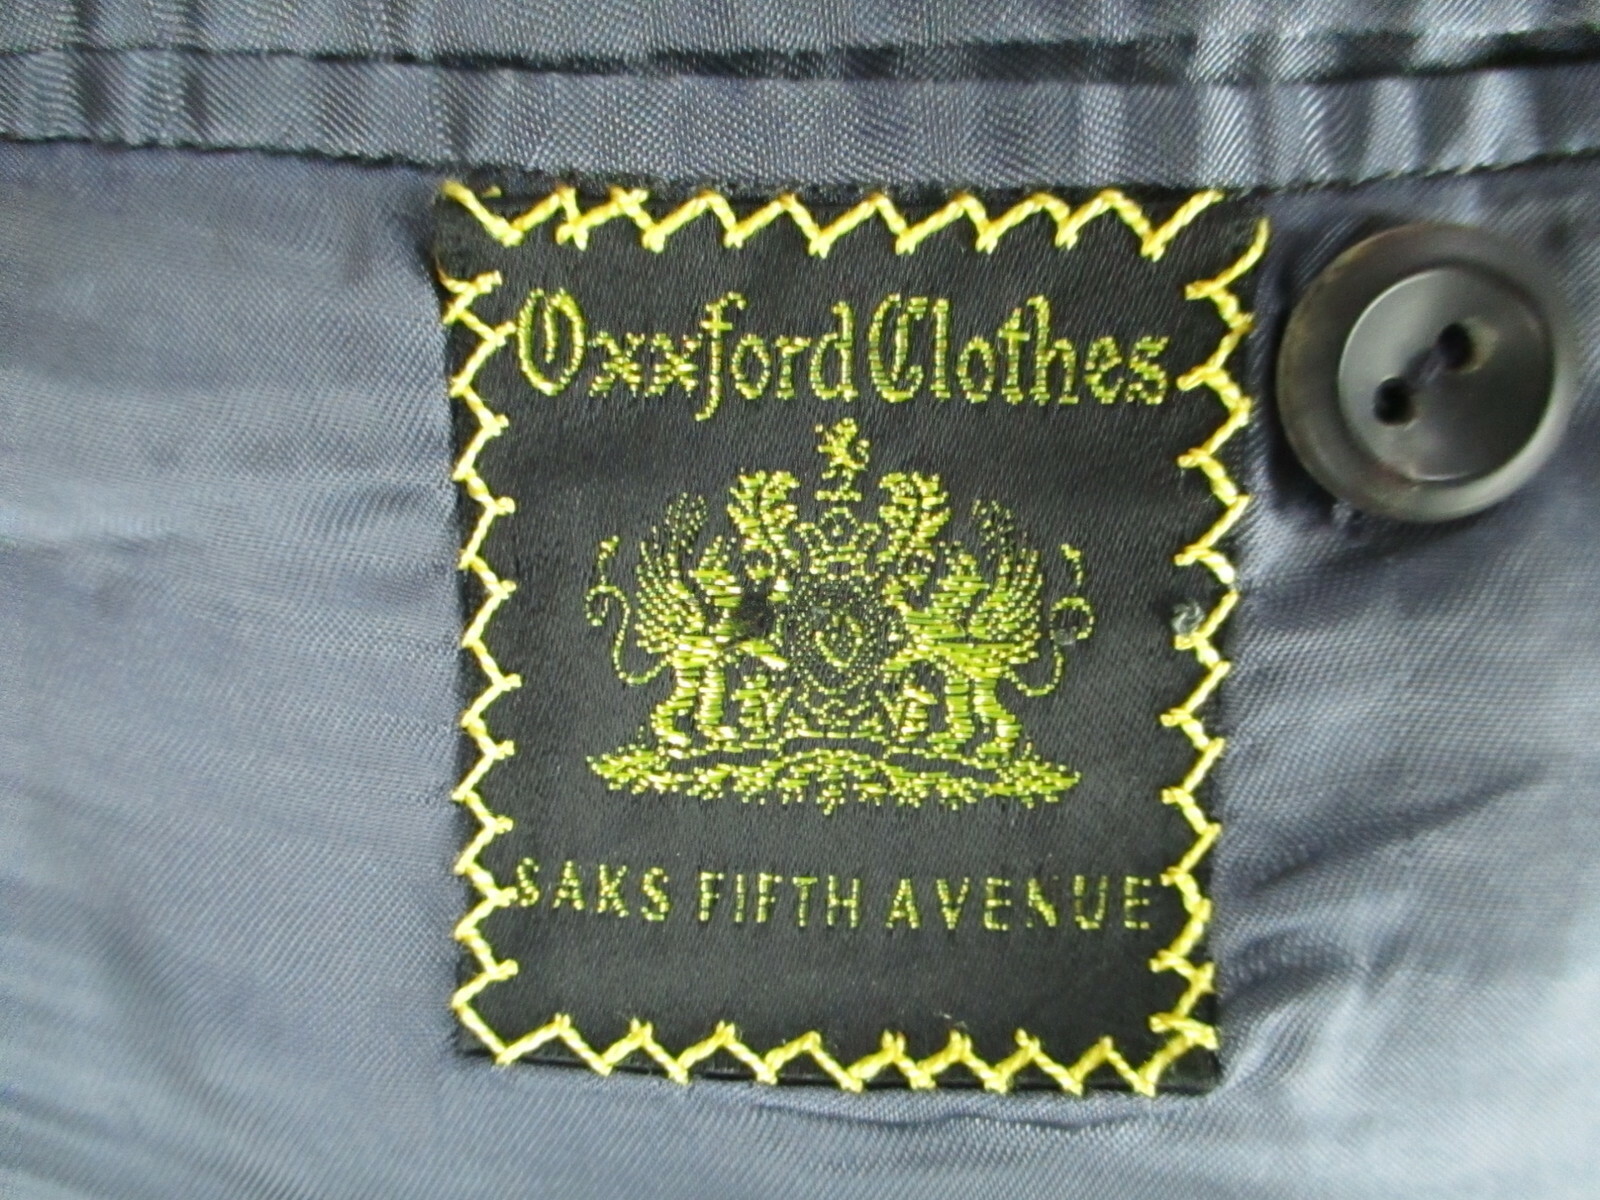 Oxxford Clothes
SAKS FIFTH AVENUE